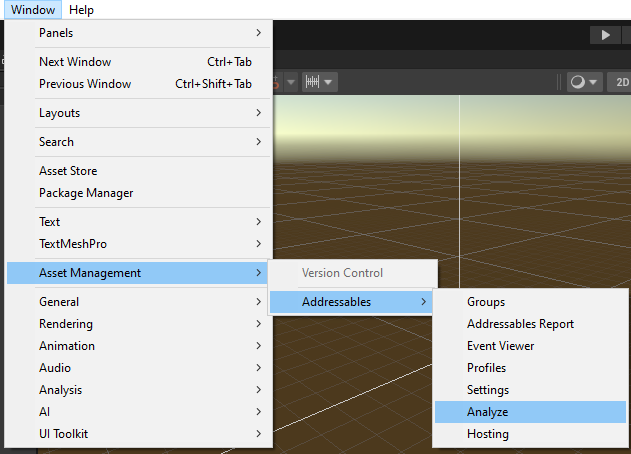 Window Help
Panels
Next Window Ctrl+Tab
Previous Window Ctrl+Shift+Tab
2D
Layouts
Search
Asset Store
Package Manager
Text
TextMeshPro
Asset Management
Version Control
General
Addressables
Groups
Rendering
Addressables Report
Animation
Event Viewer
Audio
Profiles
Analysis
Settings
AI
Analyze
UI Toolkit
Hosting